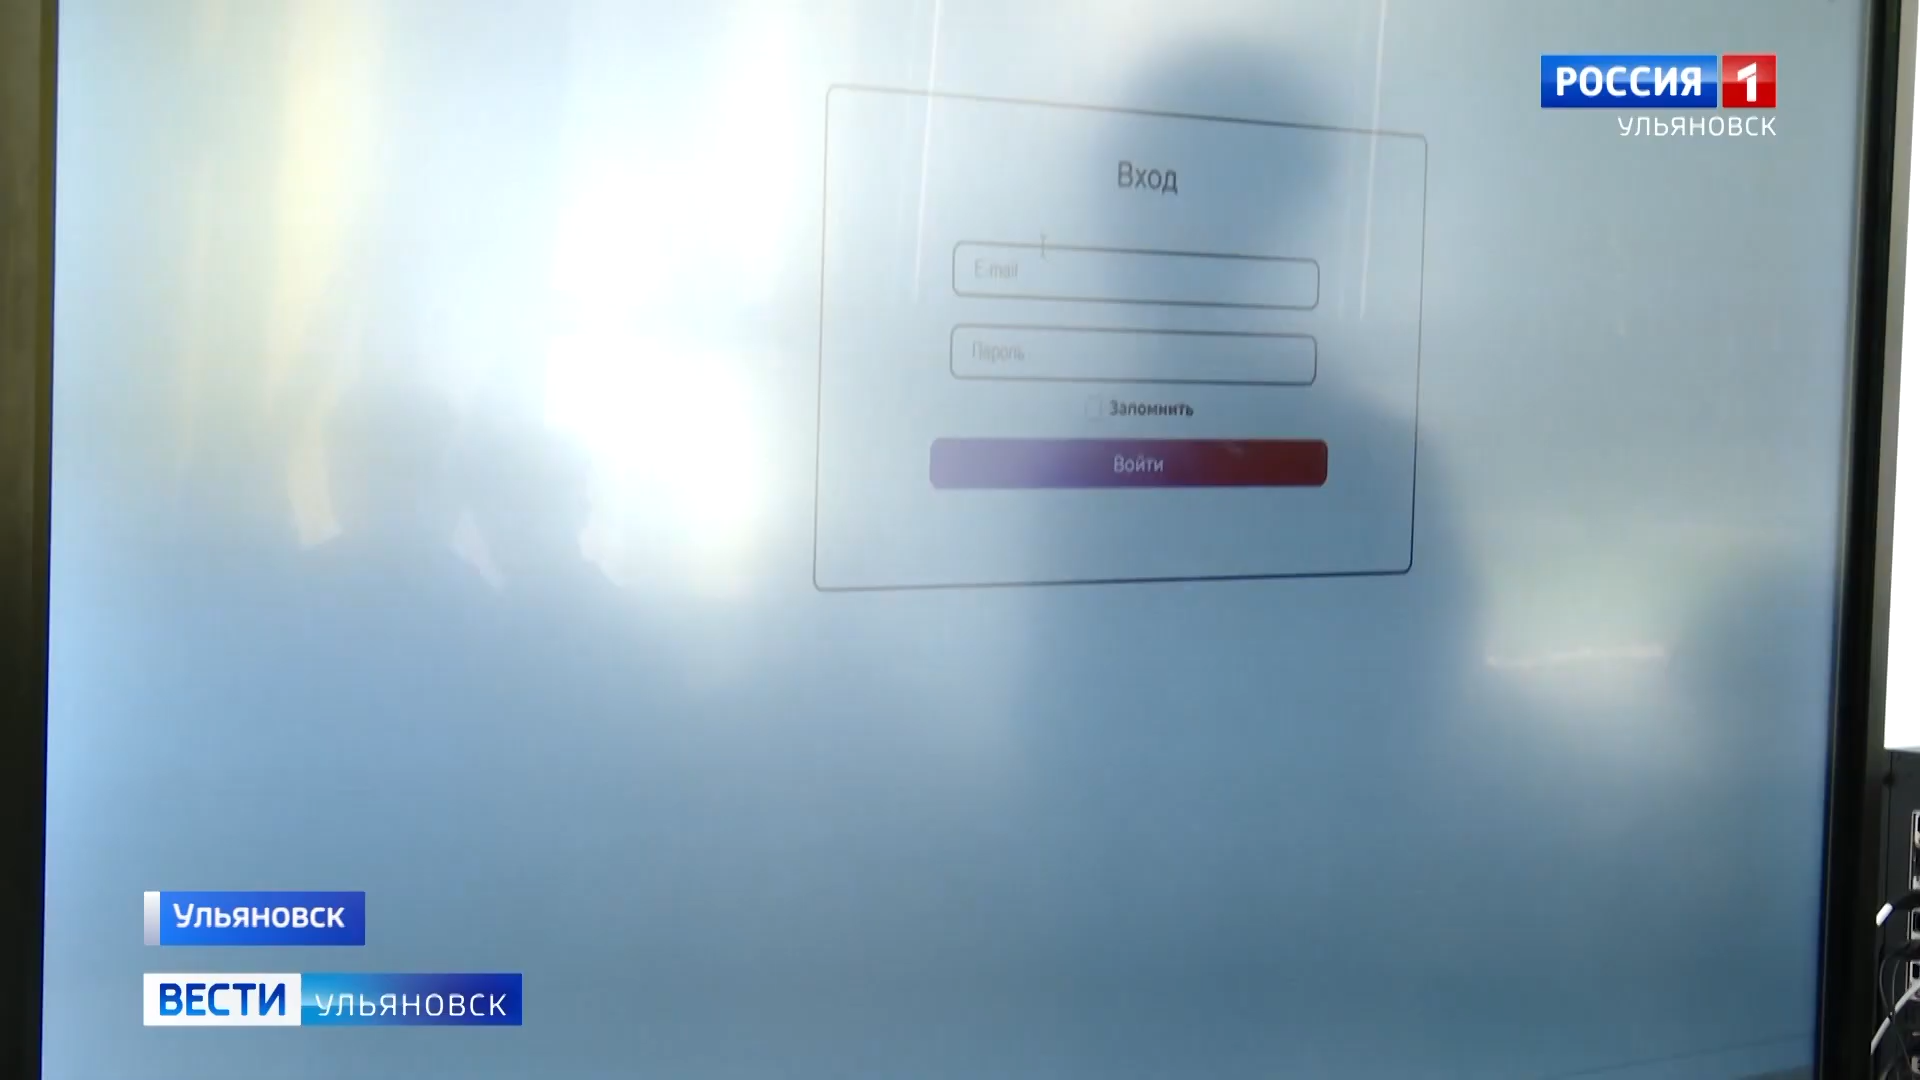 РОССИЯ 1
УЛЬЯНОВСК
Вход
E-mail
Пароль
Запомнить
Войти
Ульяновск
ВЕСТИ УЛЬЯНОВСК